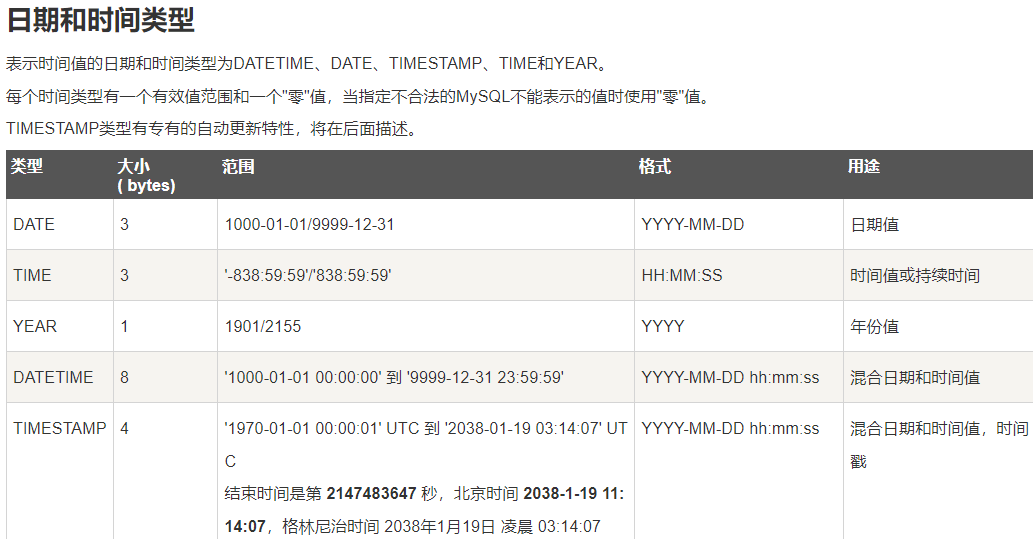 日期和时间类型
表示时间值的日期和时间类型为DATETIME、DATE、TIMESTAMP、TIME和YEAR。
每个时间类型有一个有效值范围和一个"零"值，当指定不合法的MySQL不能表示的值时使用"零"值。
TIMESTAMP类型有专有的自动更新特性，将在后面描述。
类型 大小 范围 格式 用途
( bytes)
DATE 3 1000-01-01/9999-12-31 YYYY-MM-DD 日期值
TIME 3 '-838:59:59'/'838:59:59' HH:MM:SS 时间值或持续时间
YEAR 1 1901/2155 YYYY 年份值
DATETIME 8 '1000-01-01 00:00:00' 到 '9999-12-31 23:59:59' YYYY-MM-DD hh:mm:ss 混合日期和时间值
TIMESTAMP 4 '1970-01-01 00:00:01' UTC 到 '2038-01-19 03:14:07' UT YYYY-MM-DD hh:mm:ss 混合日期和时间值，时间
C 戳
结束时间是第 2147483647 秒，北京时间 2038-1-19 11:
14:07，格林尼治时间 2038年1月19日 凌晨 03:14:07